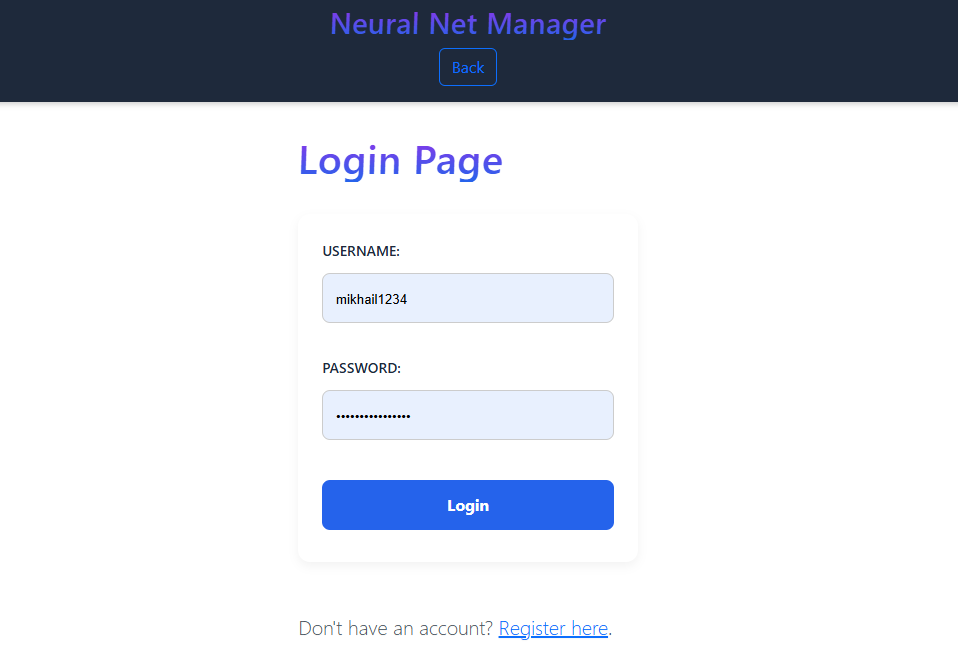 Neural Net Manager
Back
Login Page
USERNAME:
mikhail1234
PASSWORD:
••••••••••••••••
Login
Don't have an account? Register here.